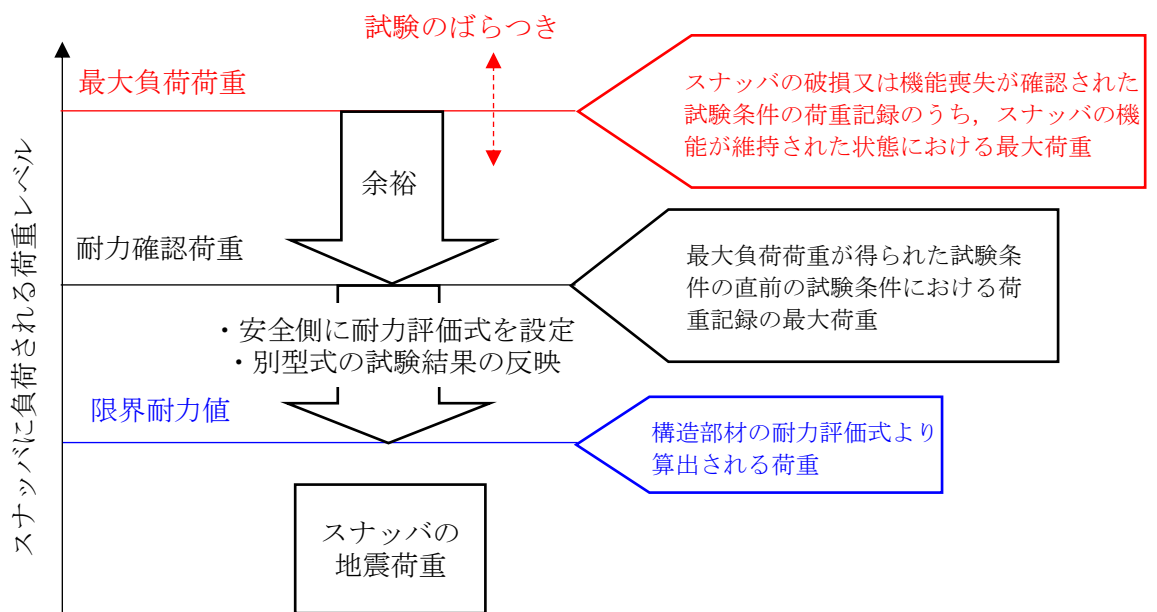 試験のばらつき
最大負荷荷重
スナッバの破損又は機能喪失が確認された
試験条件の荷重記録のうち，スナッバの機
能が維持された状態における最大荷重
余裕
耐力確認荷重
最大負荷荷重が得られた試験条
件の直前の試験条件における荷
重記録の最大荷重
・安全側に耐力評価式を設定
・別型式の試験結果の反映
限界耐力値
構造部材の耐力評価式より
算出される荷重
スナッバの
地震荷重
スナッバに負荷される荷重レベル